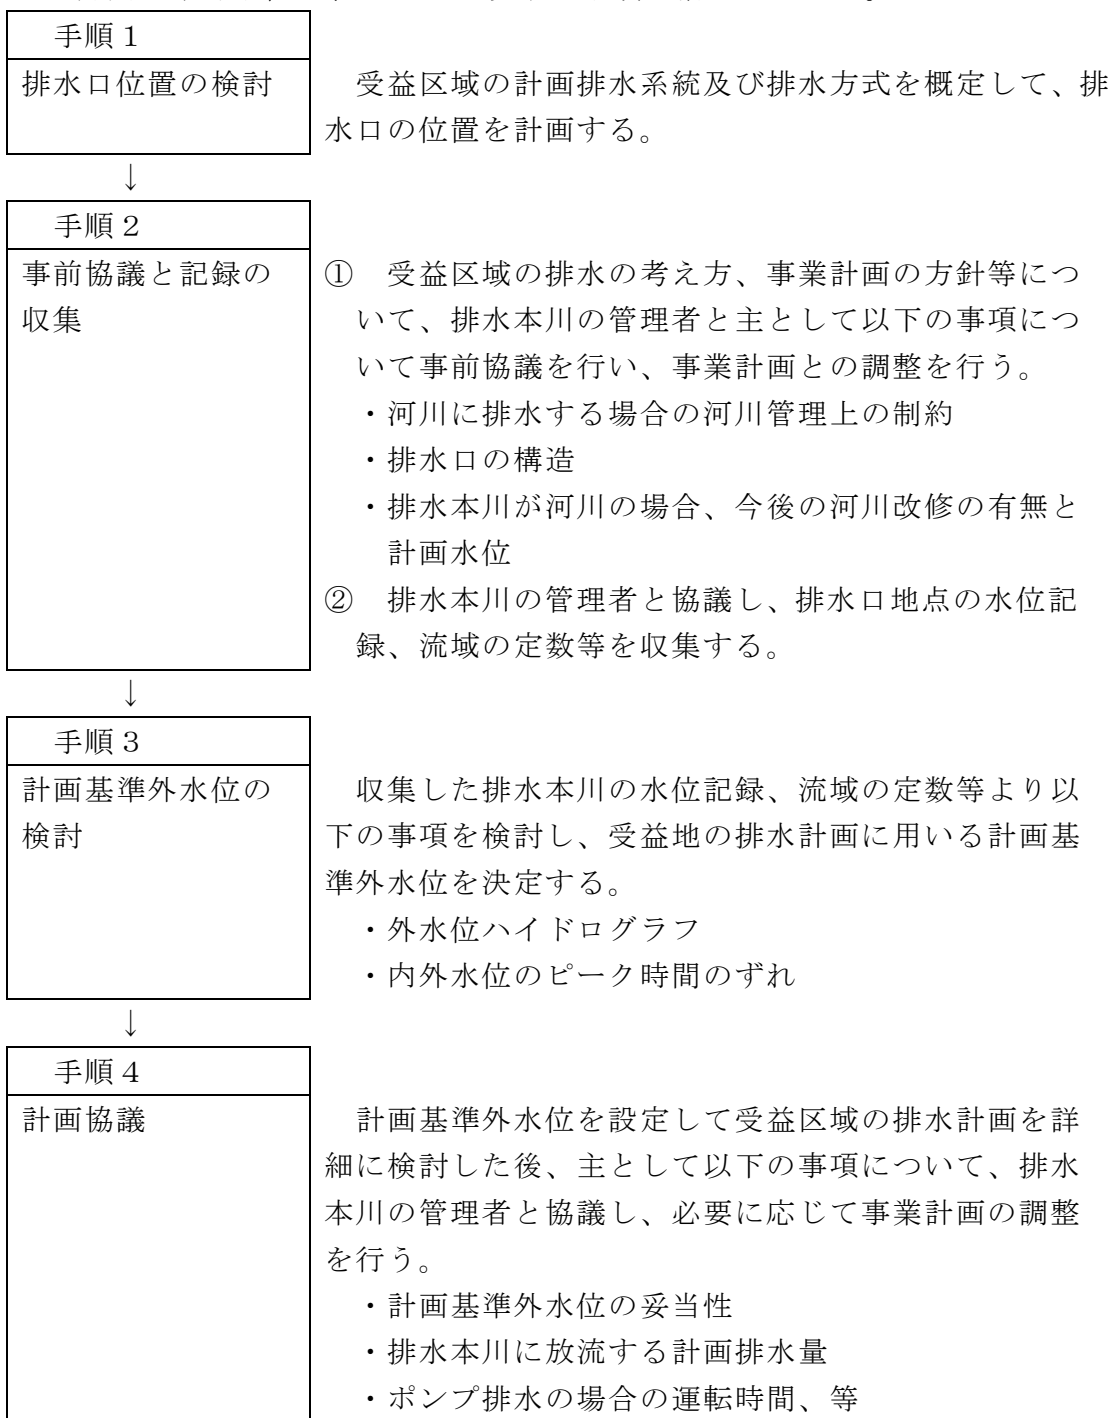 手順１
排水口位置の検討
受益区域の計画排水系統及び排水方式を概定して、排
水口の位置を計画する。
↓
手順２
事前協議と記録の
収集
① 受益区域の排水の考え方、事業計画の方針等につ
いて、排水本川の管理者と主として以下の事項につ
いて事前協議を行い、事業計画との調整を行う。
・河川に排水する場合の河川管理上の制約
・排水口の構造
・排水本川が河川の場合、今後の河川改修の有無と
計画水位
② 排水本川の管理者と協議し、排水口地点の水位記
録、流域の定数等を収集する。
↓
手順３
計画基準外水位の
検討
収集した排水本川の水位記録、流域の定数等より以
下の事項を検討し、受益地の排水計画に用いる計画基
準外水位を決定する。
・外水位ハイドログラフ
・内外水位のピーク時間のずれ
↓
手順４
計画協議
計画基準外水位を設定して受益区域の排水計画を詳
細に検討した後、主として以下の事項について、排水
本川の管理者と協議し、必要に応じて事業計画の調整
を行う。
・計画基準外水位の妥当性
・排水本川に放流する計画排水量
・ポンプ排水の場合の運転時間、等